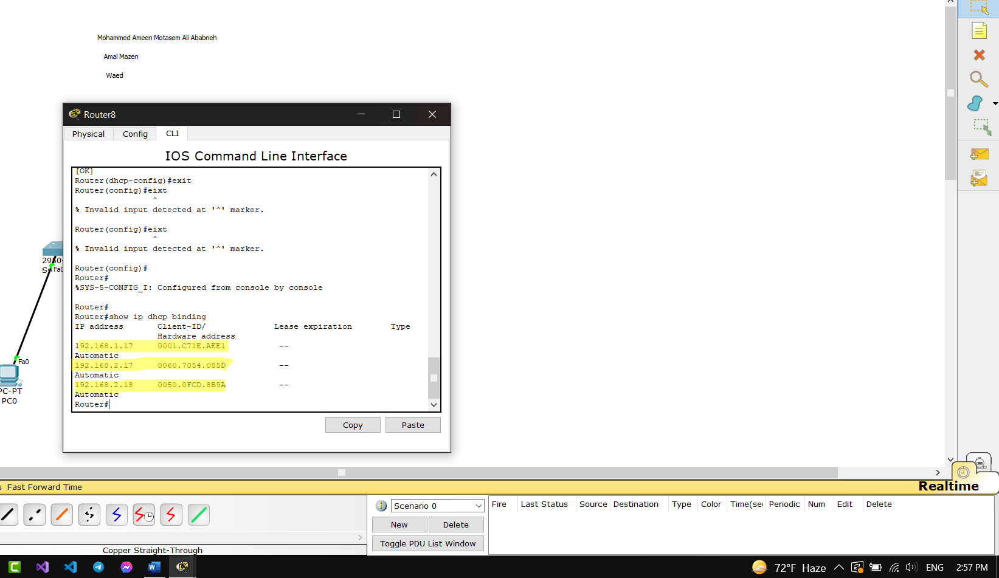 Mohammed Ameen Motasem Ali Ababneh
Amal Mazen
Waed
Router8
Physical Config CLI
IOS Command Line Interface
[OK]
Router(dhcp-config)#exit
Router(config)#eixt
^
% Invalid input detected at '^' marker.
Router(config)#eixt
^
% Invalid input detected at '^' marker.
Router(config)#
Router#
%SYS-5-CONFIG_I: Configured from console by console
Router#
Router#show ip dhcp binding
IP address Client-ID/ Lease expiration Type
Hardware address
192.168.1.17 0001.C71E.AEE1 --
Automatic
192.168.2.17 0060.7054.085D --
Automatic
192.168.2.18 0050.0FCD.8B9A --
Automatic
Router#
Copy Paste
Fa0
PC-PT
PC0
Fast Forward Time
Realtime
Scenario 0
New Delete
Toggle PDU List Window
Fire Last Status Source Destination Type Color Time(sec Periodic Num Edit Delete
Copper Straight-Through
72°F Haze ENG 2:57 PM